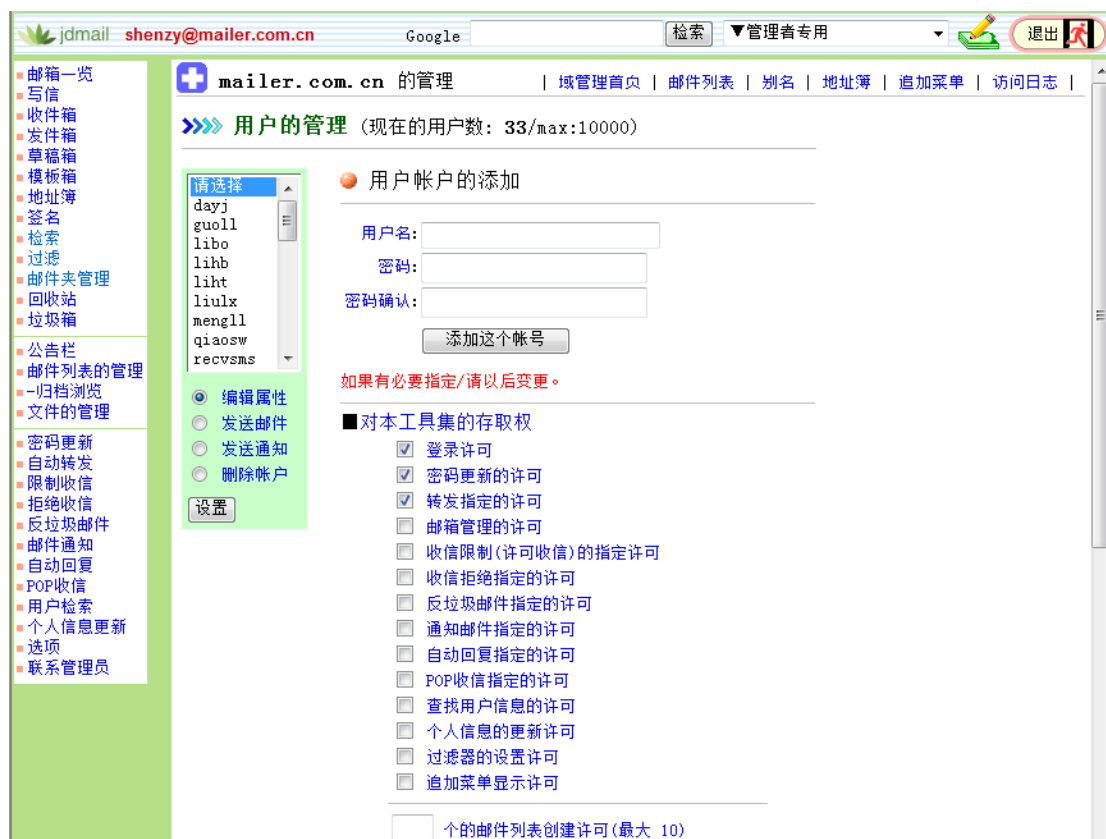 jdmail shenzy@mailer.com.cn Google 检索 ▼管理者专用 退出
邮箱一览
写信
收件箱
发件箱
草稿箱
模板箱
地址簿
签名
检索
过滤
邮件夹管理
回收站
垃圾箱
公告栏
邮件列表的管理
-归档浏览
文件的管理
密码更新
自动转发
限制收信
拒绝收信
反垃圾邮件
邮件通知
自动回复
POP收信
用户检索
个人信息更新
选项
联系管理员
mailer.com.cn 的管理 | 域管理首页 | 邮件列表 | 别名 | 地址簿 | 追加菜单 | 访问日志 |
用户的管理 (现在的用户数: 33/max:10000)
请选择
dayj
guoll
libo
lihb
liht
liulx
mengll
qiaosw
recvsms
编辑属性
发送邮件
发送通知
删除帐户
设置
用户帐户的添加
用户名:
密码:
密码确认:
添加这个帐号
如果有必要指定/请以后变更。
■对本工具集的存取权
登录许可
密码更新的许可
转发指定的许可
邮箱管理的许可
收信限制(许可收信)的指定许可
收信拒绝指定的许可
反垃圾邮件指定的许可
通知邮件指定的许可
自动回复指定的许可
POP收信指定的许可
查找用户信息的许可
个人信息的更新许可
过滤器的设置许可
追加菜单显示许可
个的邮件列表创建许可(最大 10)